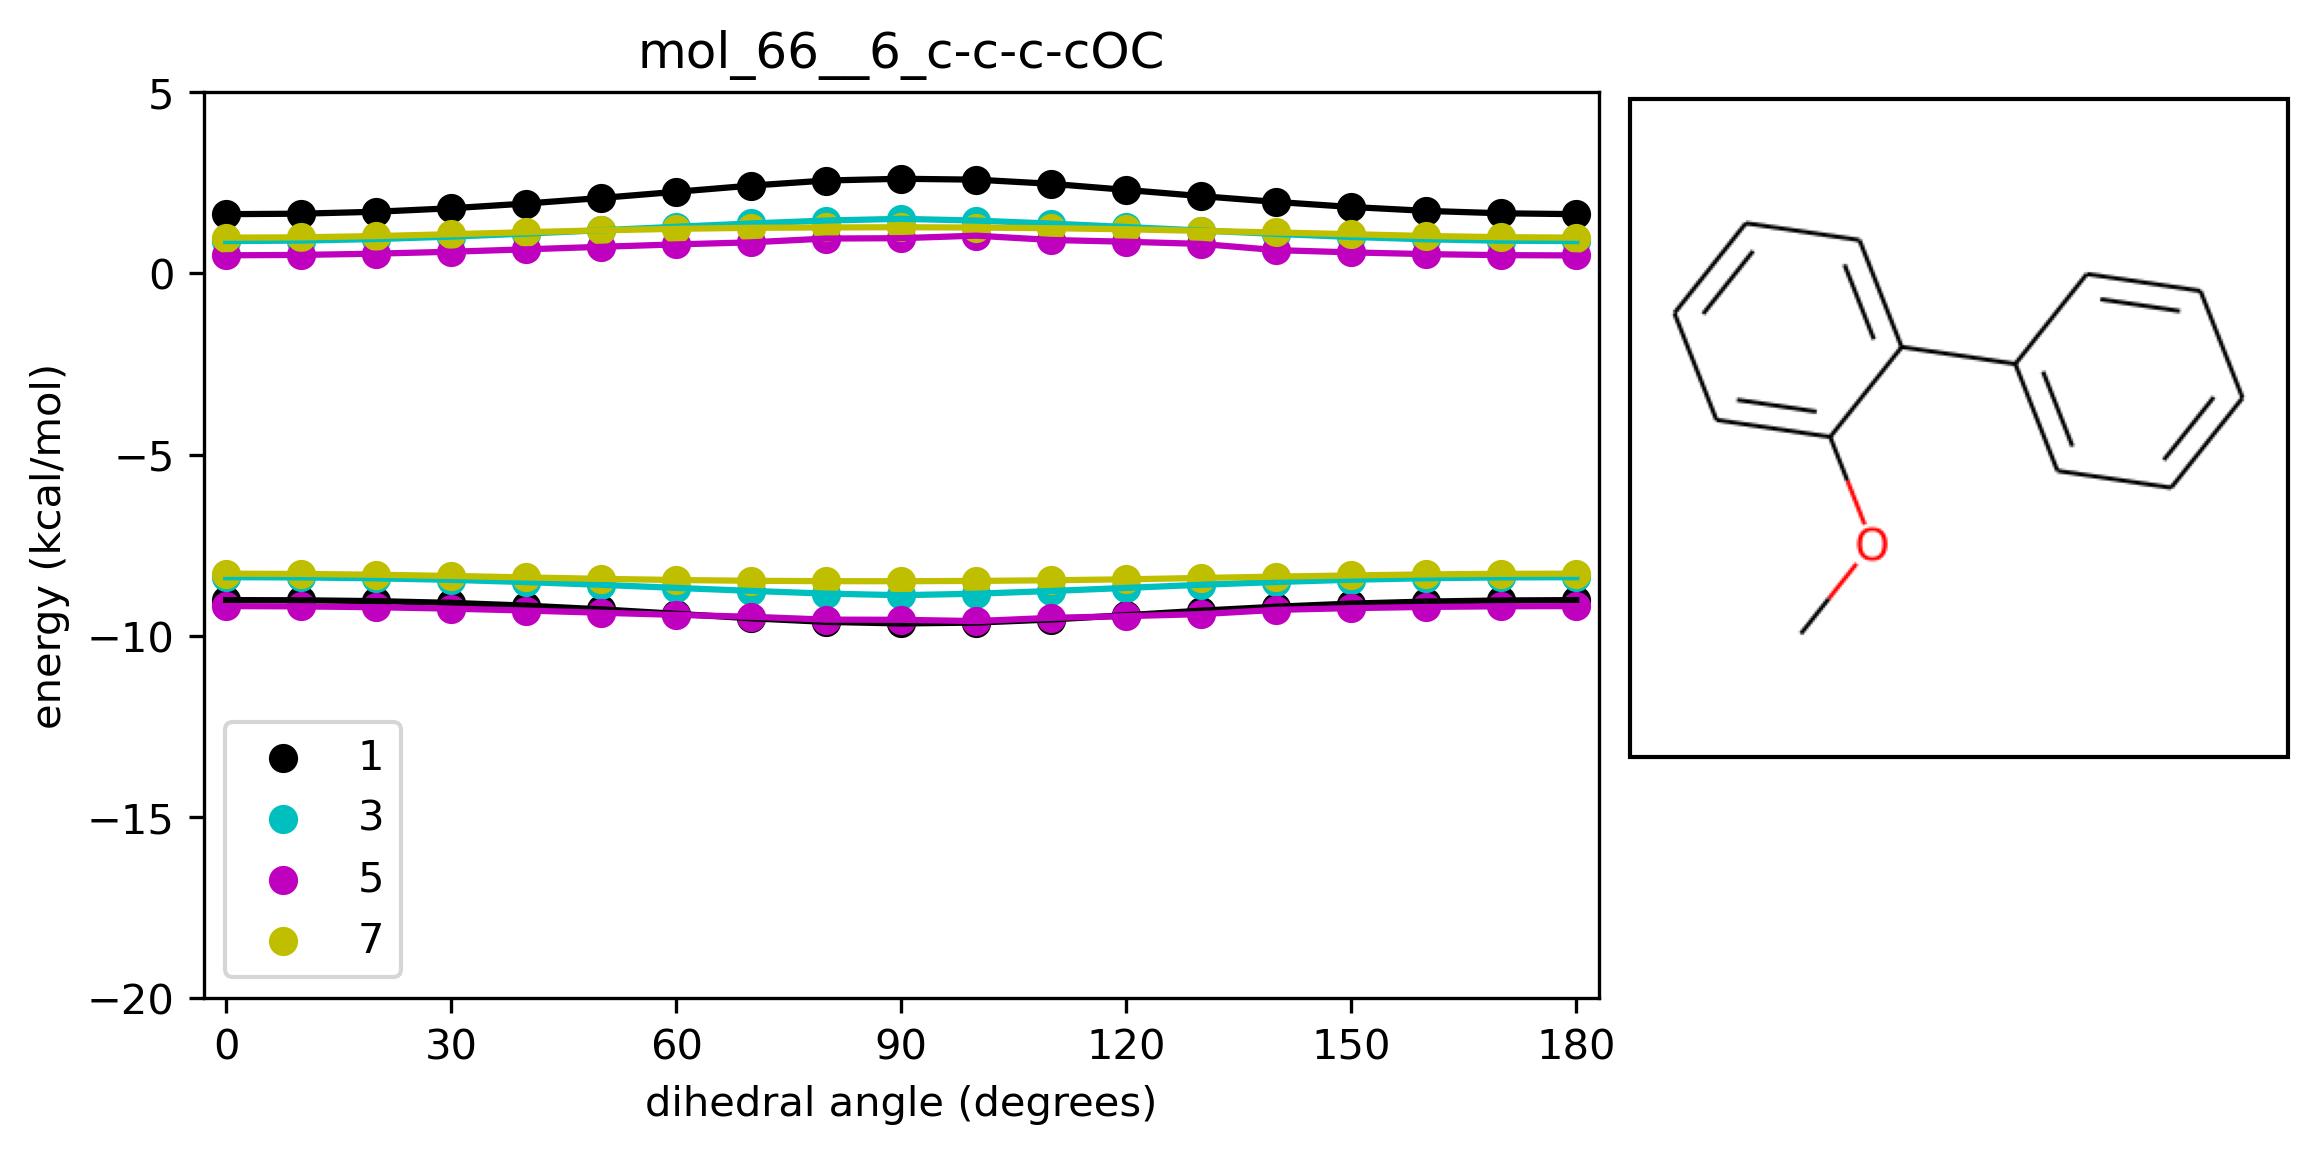 mol_66__6_c-c-c-cOC
energy (kcal/mol)
5
0
−5
−10
−15
−20
1
3
5
7
0 30 60 90 120 150 180
dihedral angle (degrees)
O